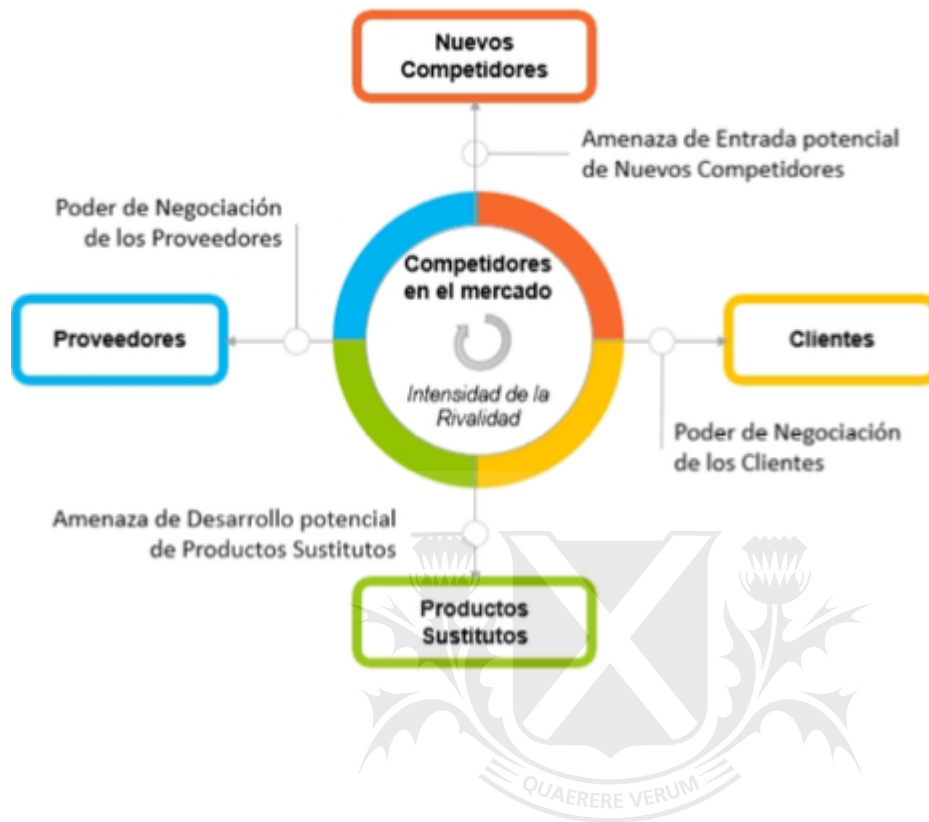 Nuevos
Competidores
Amenaza de Entrada potencial
de Nuevos Competidores
Poder de Negociación
de los Proveedores
Competidores
en el mercado
Proveedores
Clientes
Intensidad de la
Rivalidad
Poder de Negociación
de los Clientes
Amenaza de Desarrollo potencial
de Productos Sustitutos
Productos
Sustitutos
QUAERERE VERUM